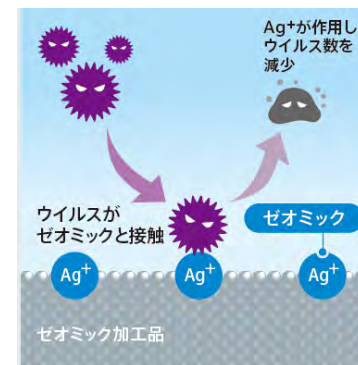 Ag⁺が作用し
ウイルス数を
減少
ウイルスが
ゼオミックと接触
ゼオミック
Ag⁺
Ag⁺
Ag⁺
ゼオミック加工品